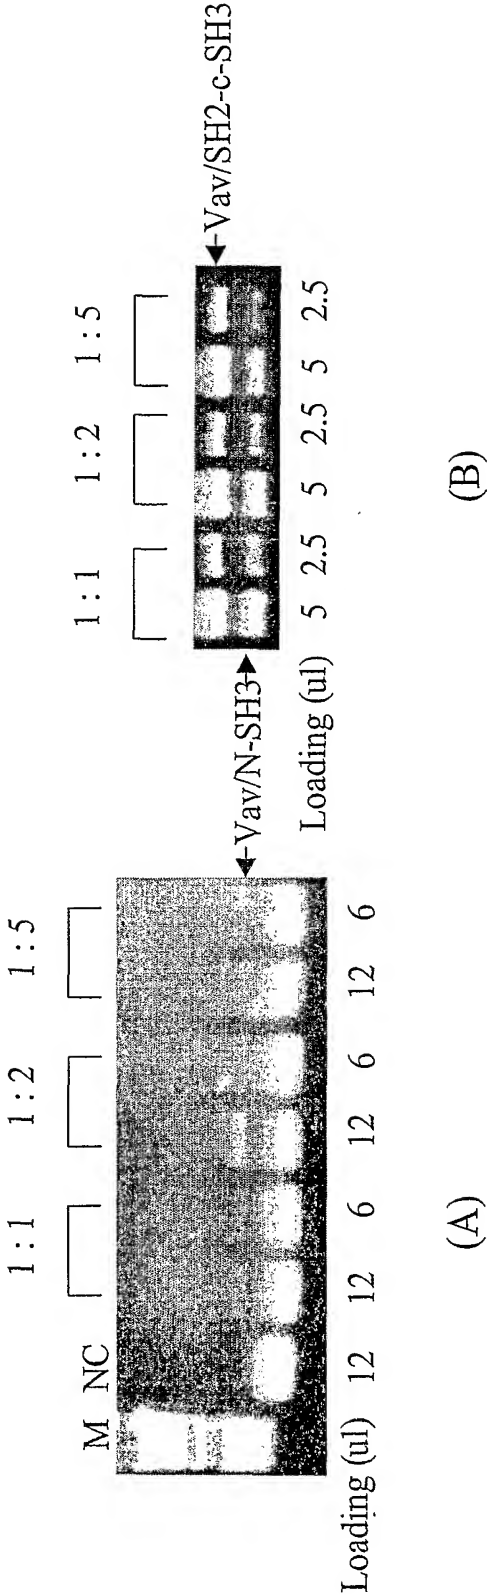 1:1 1:2 1:5
M NC
Vav/N-SH3
Loading (ul) 12 12 6 12 6 12 6
(A)
1:1 1:2 1:5
Vav/SH2-c-SH3
Loading (ul) 5 2.5 5 2.5 5 2.5
(B)